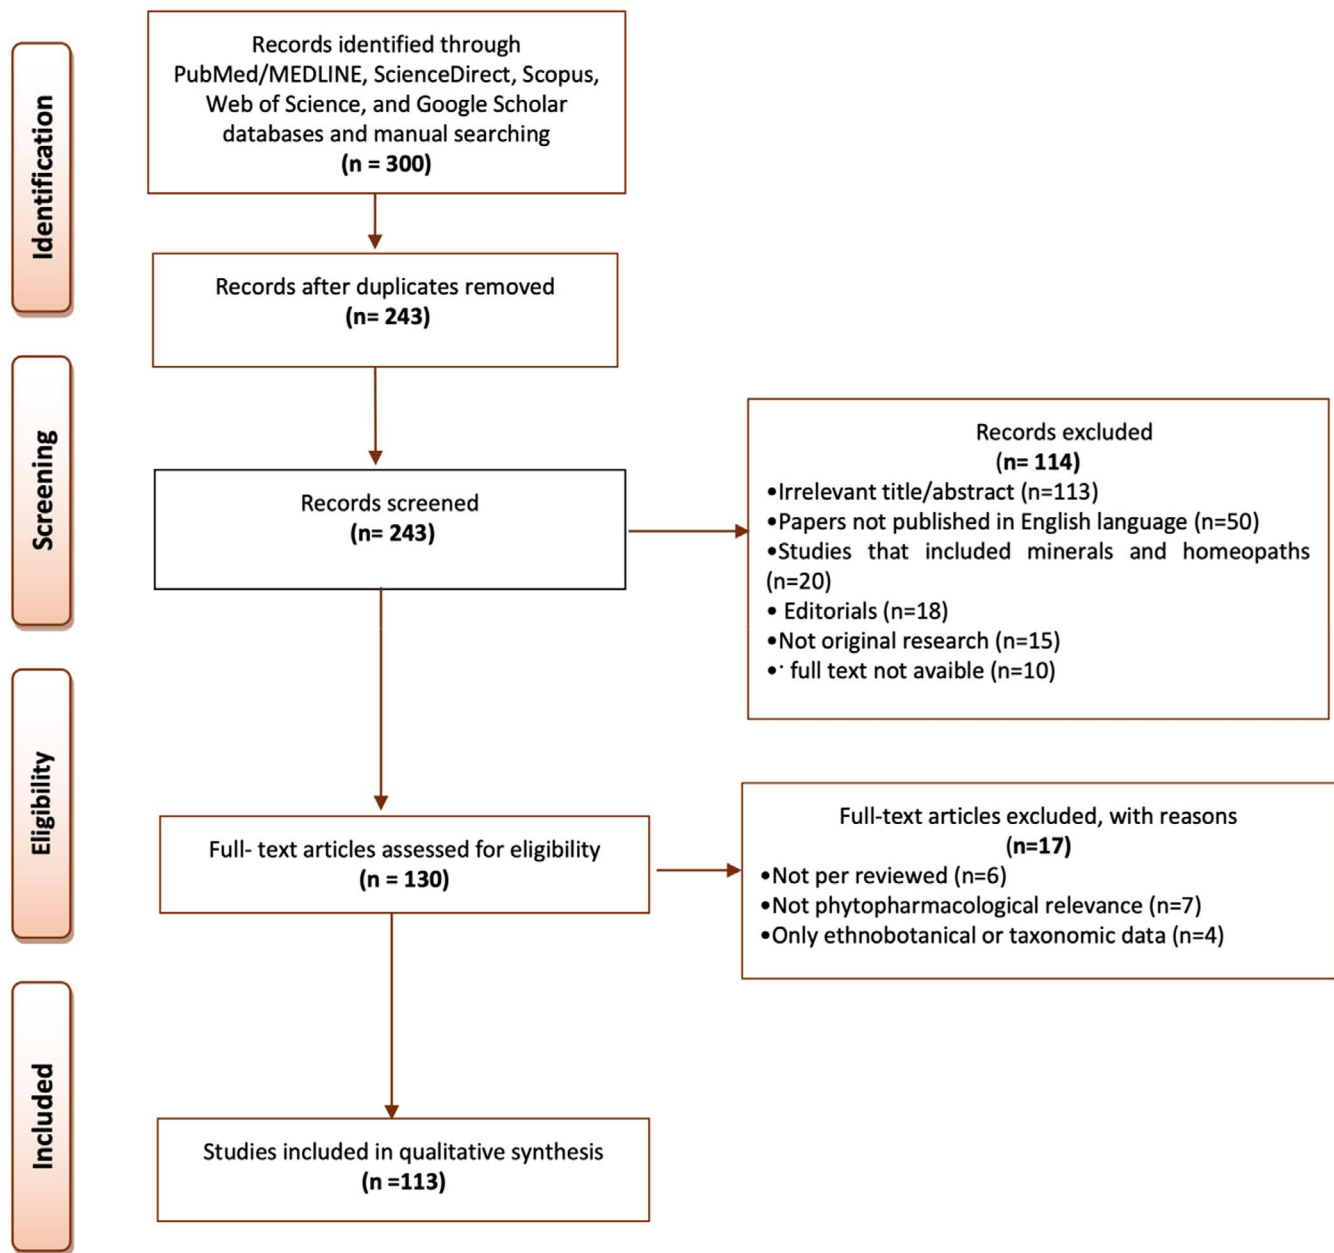 Identification
Records identified through
PubMed/MEDLINE, ScienceDirect, Scopus,
Web of Science, and Google Scholar
databases and manual searching
(n = 300)
Records after duplicates removed
(n= 243)
Screening
Records screened
(n= 243)
Records excluded
(n= 114)
•Irrelevant title/abstract (n=113)
•Papers not published in English language (n=50)
•Studies that included minerals and homeopaths
(n=20)
• Editorials (n=18)
•Not original research (n=15)
•· full text not avaible (n=10)
Eligibility
Full- text articles assessed for eligibility
(n = 130)
Full-text articles excluded, with reasons
(n=17)
•Not per reviewed (n=6)
•Not phytopharmacological relevance (n=7)
•Only ethnobotanical or taxonomic data (n=4)
Included
Studies included in qualitative synthesis
(n =113)